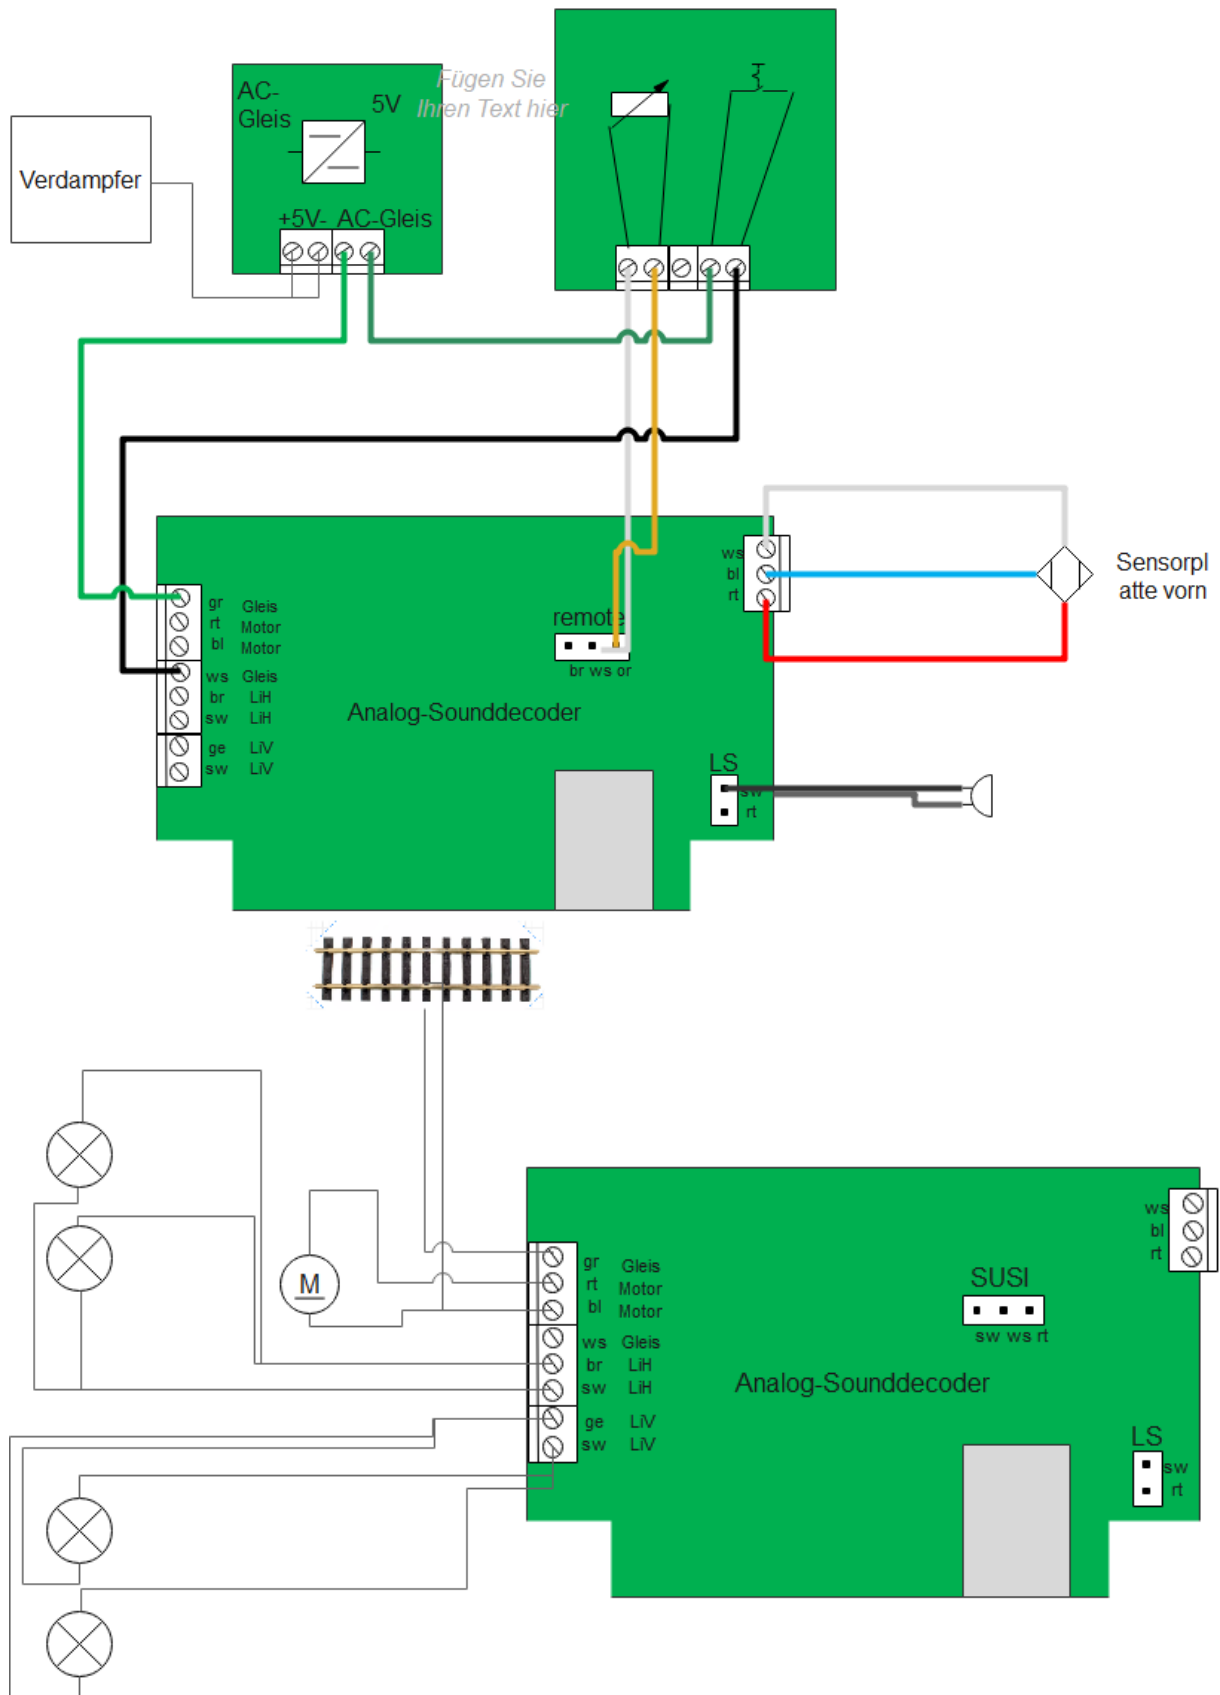 Fügen Sie
Ihren Text hier
AC-
Gleis
5V
Verdampfer
+5V- AC-Gleis
ws
bl
rt
Sensorpl
atte vorn
gr Gleis
rt Motor
bl Motor
ws Gleis
br LiH
sw LiH
ge LiV
sw LiV
remote
br ws or
Analog-Sounddecoder
LS
sw
rt
M
gr Gleis
rt Motor
bl Motor
ws Gleis
br LiH
sw LiH
ge LiV
sw LiV
ws
bl
rt
SUSI
sw ws rt
Analog-Sounddecoder
LS
sw
rt